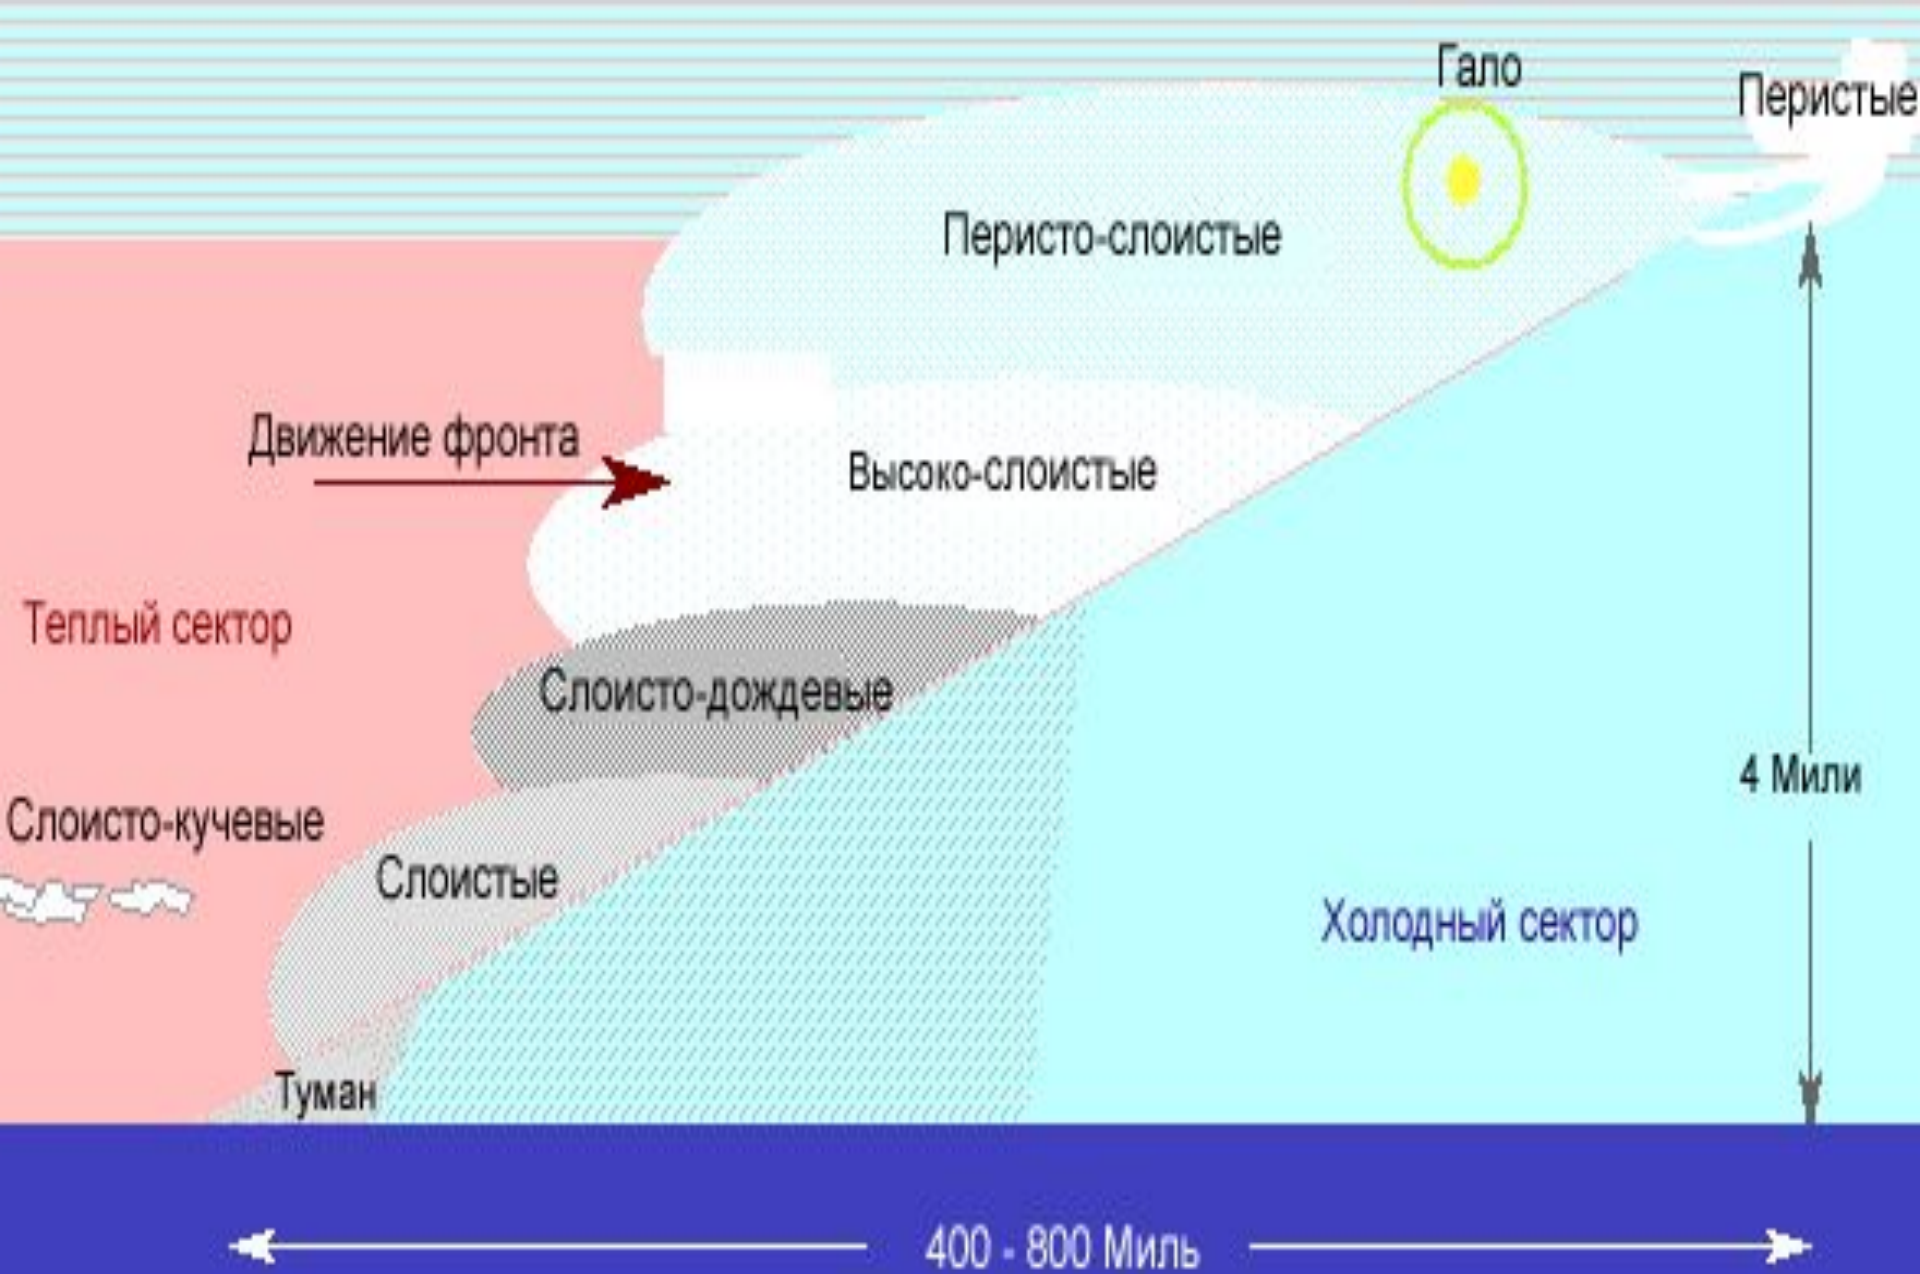 Гало
Перистые
Перисто-слоистые
Движение фронта
Высоко-слоистые
Теплый сектор
Слоисто-дождевые
4 Мили
Слоисто-кучевые
Слоистые
Холодный сектор
Туман
400 - 800 Миль